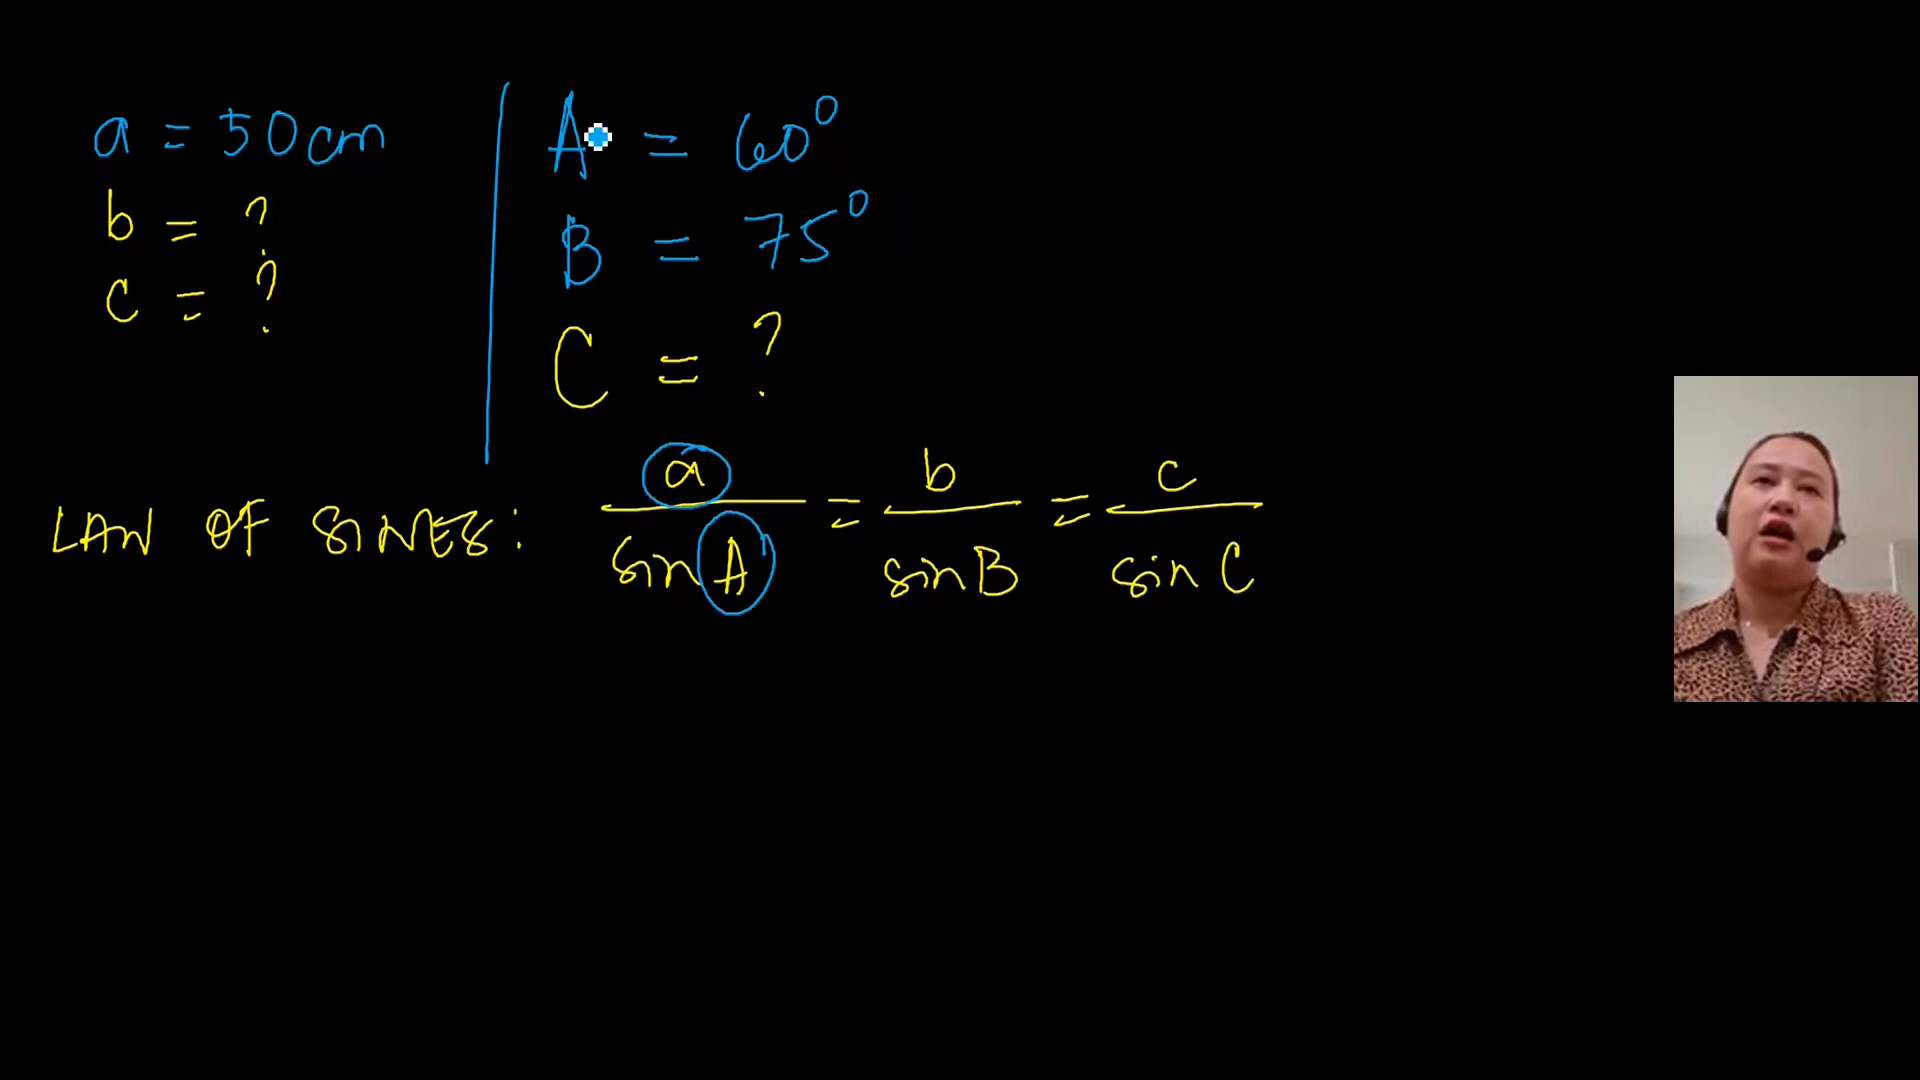 a = 50cm
b = ?
c = ?
A = 60°
B = 75°
C = ?
LAW OF SINES: a/sin A = b/sin B = c/sin C